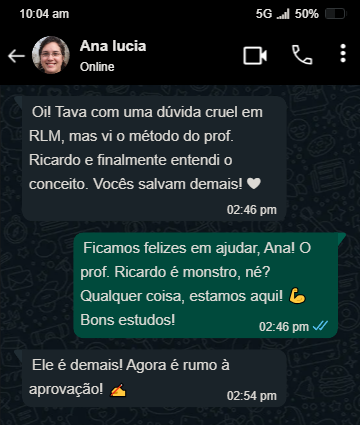 10:04 am 5G 50%
Ana lucia
Online
Oi! Tava com uma dúvida cruel em
RLM, mas vi o método do prof.
Ricardo e finalmente entendi o
conceito. Vocês salvam demais! 🤍
02:46 pm
Ficamos felizes em ajudar, Ana! O
prof. Ricardo é monstro, né?
Qualquer coisa, estamos aqui! 💪
Bons estudos!
02:46 pm
Ele é demais! Agora é rumo à
aprovação! ✍️
02:54 pm